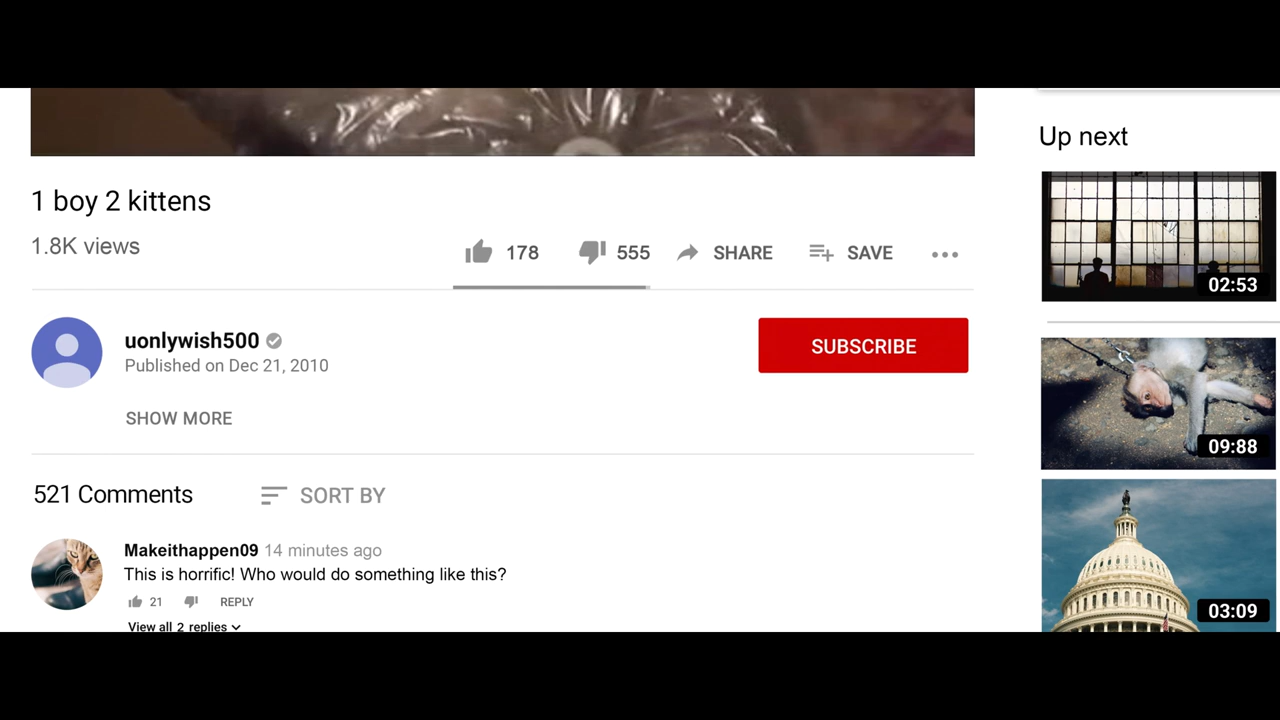 Up next
1 boy 2 kittens
1.8K views
178 555 SHARE SAVE
02:53
uonlywish500
Published on Dec 21, 2010
SUBSCRIBE
SHOW MORE
09:88
521 Comments SORT BY
Makeithappen09 14 minutes ago
This is horrific! Who would do something like this?
21 REPLY
View all 2 replies
03:09